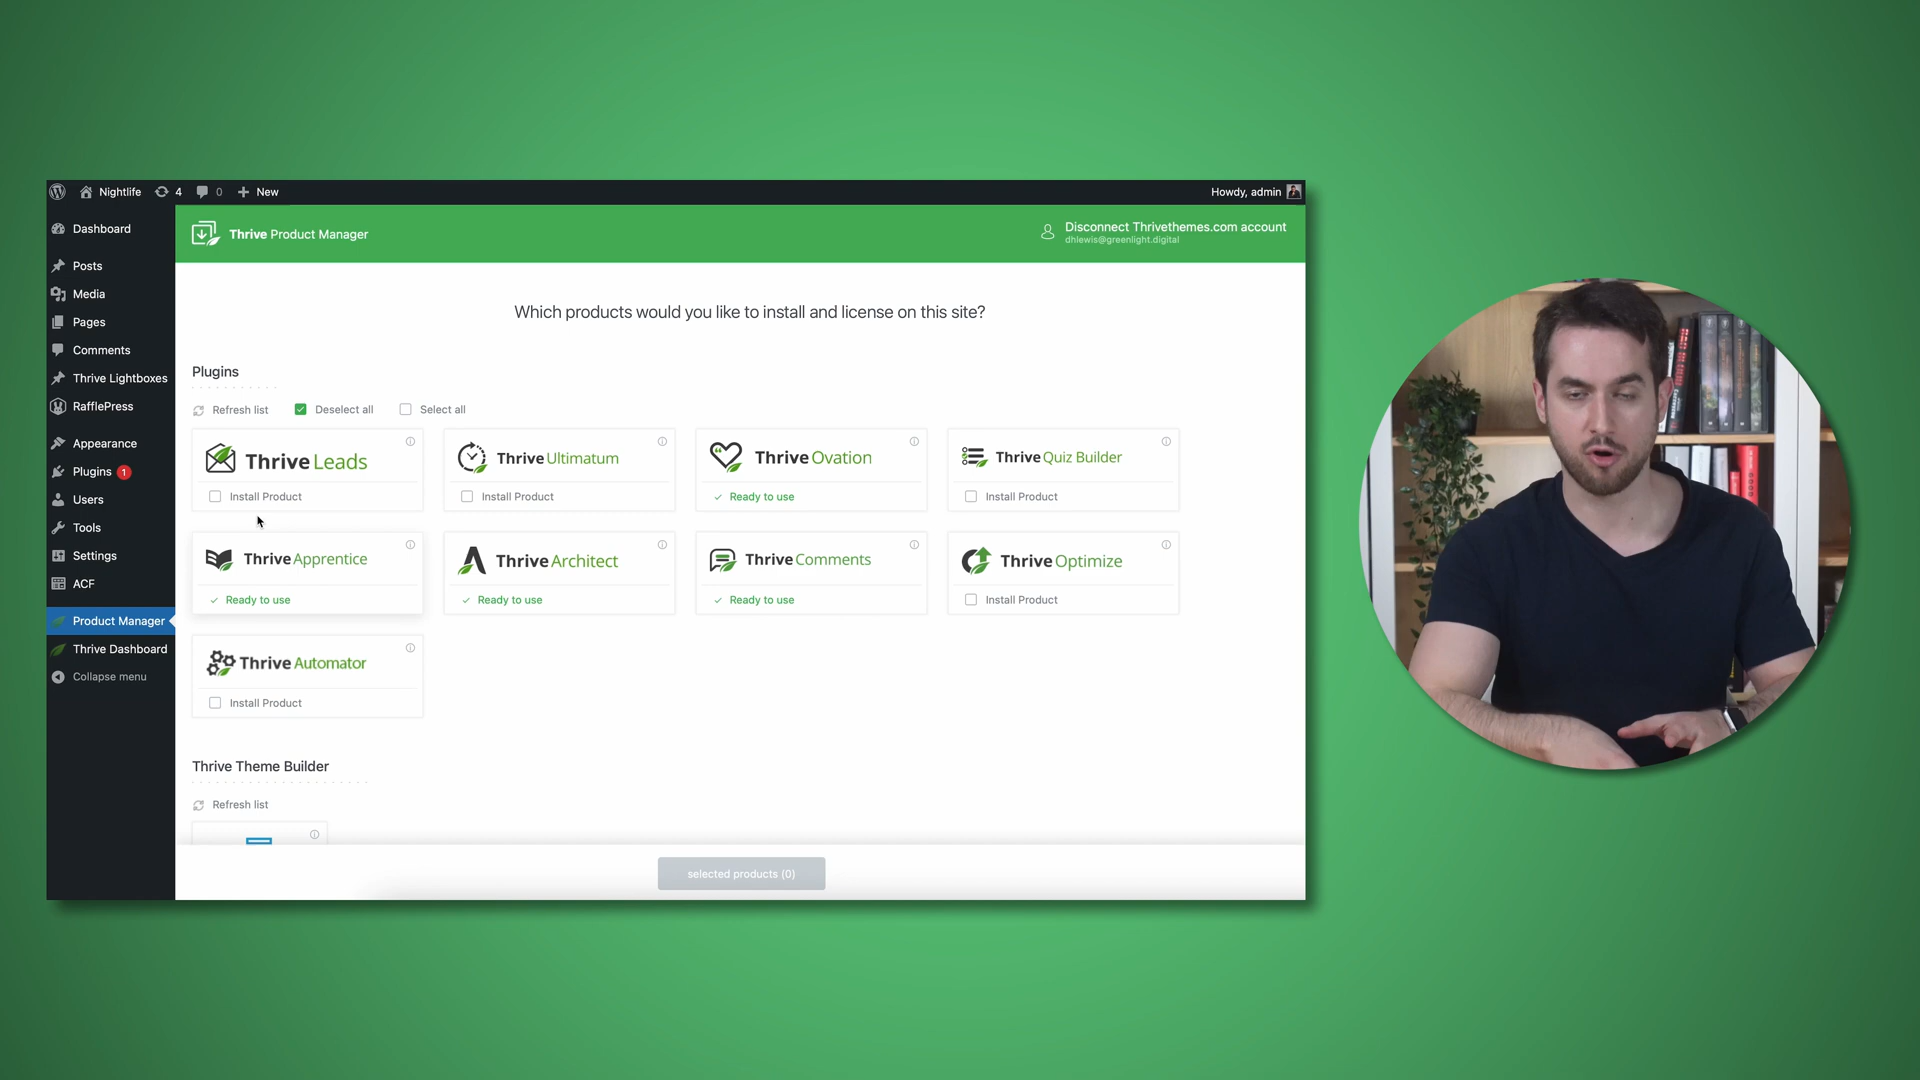 Nightlife 4 0 New
Howdy, admin
Dashboard
Posts
Media
Pages
Comments
Thrive Lightboxes
RafflePress
Appearance
Plugins 1
Users
Tools
Settings
ACF
Product Manager
Thrive Dashboard
Collapse menu
Thrive Product Manager
Disconnect Thrivethemes.com account
dhlewis@greenlight.digital
Which products would you like to install and license on this site?
Plugins
Refresh list Deselect all Select all
Thrive Leads
Install Product
Thrive Ultimatum
Install Product
Thrive Ovation
Ready to use
Thrive Quiz Builder
Install Product
Thrive Apprentice
Ready to use
Thrive Architect
Ready to use
Thrive Comments
Ready to use
Thrive Optimize
Install Product
Thrive Automator
Install Product
Thrive Theme Builder
Refresh list
selected products (0)